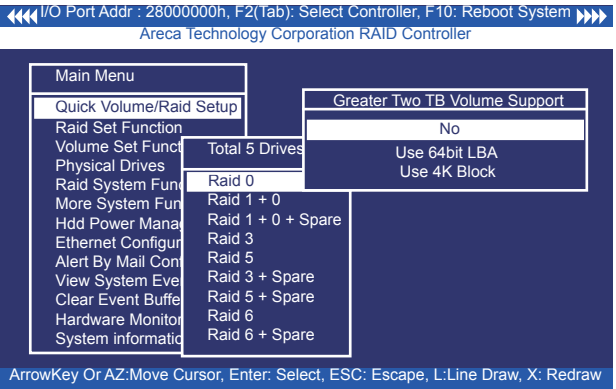 I/O Port Addr : 28000000h, F2(Tab): Select Controller, F10: Reboot System
Areca Technology Corporation RAID Controller
Main Menu
Quick Volume/Raid Setup
Raid Set Function
Volume Set Funct
Physical Drives
Raid System Fun
More System Fun
Hdd Power Mana
Ethernet Configur
Alert By Mail Con
View System Eve
Clear Event Buffe
Hardware Monitor
System informatio
Total 5 Drives
Raid 0
Raid 1 + 0
Raid 1 + 0 + Spare
Raid 3
Raid 5
Raid 3 + Spare
Raid 5 + Spare
Raid 6
Raid 6 + Spare
Greater Two TB Volume Support
No
Use 64bit LBA
Use 4K Block
ArrowKey Or AZ:Move Cursor, Enter: Select, ESC: Escape, L:Line Draw, X: Redraw